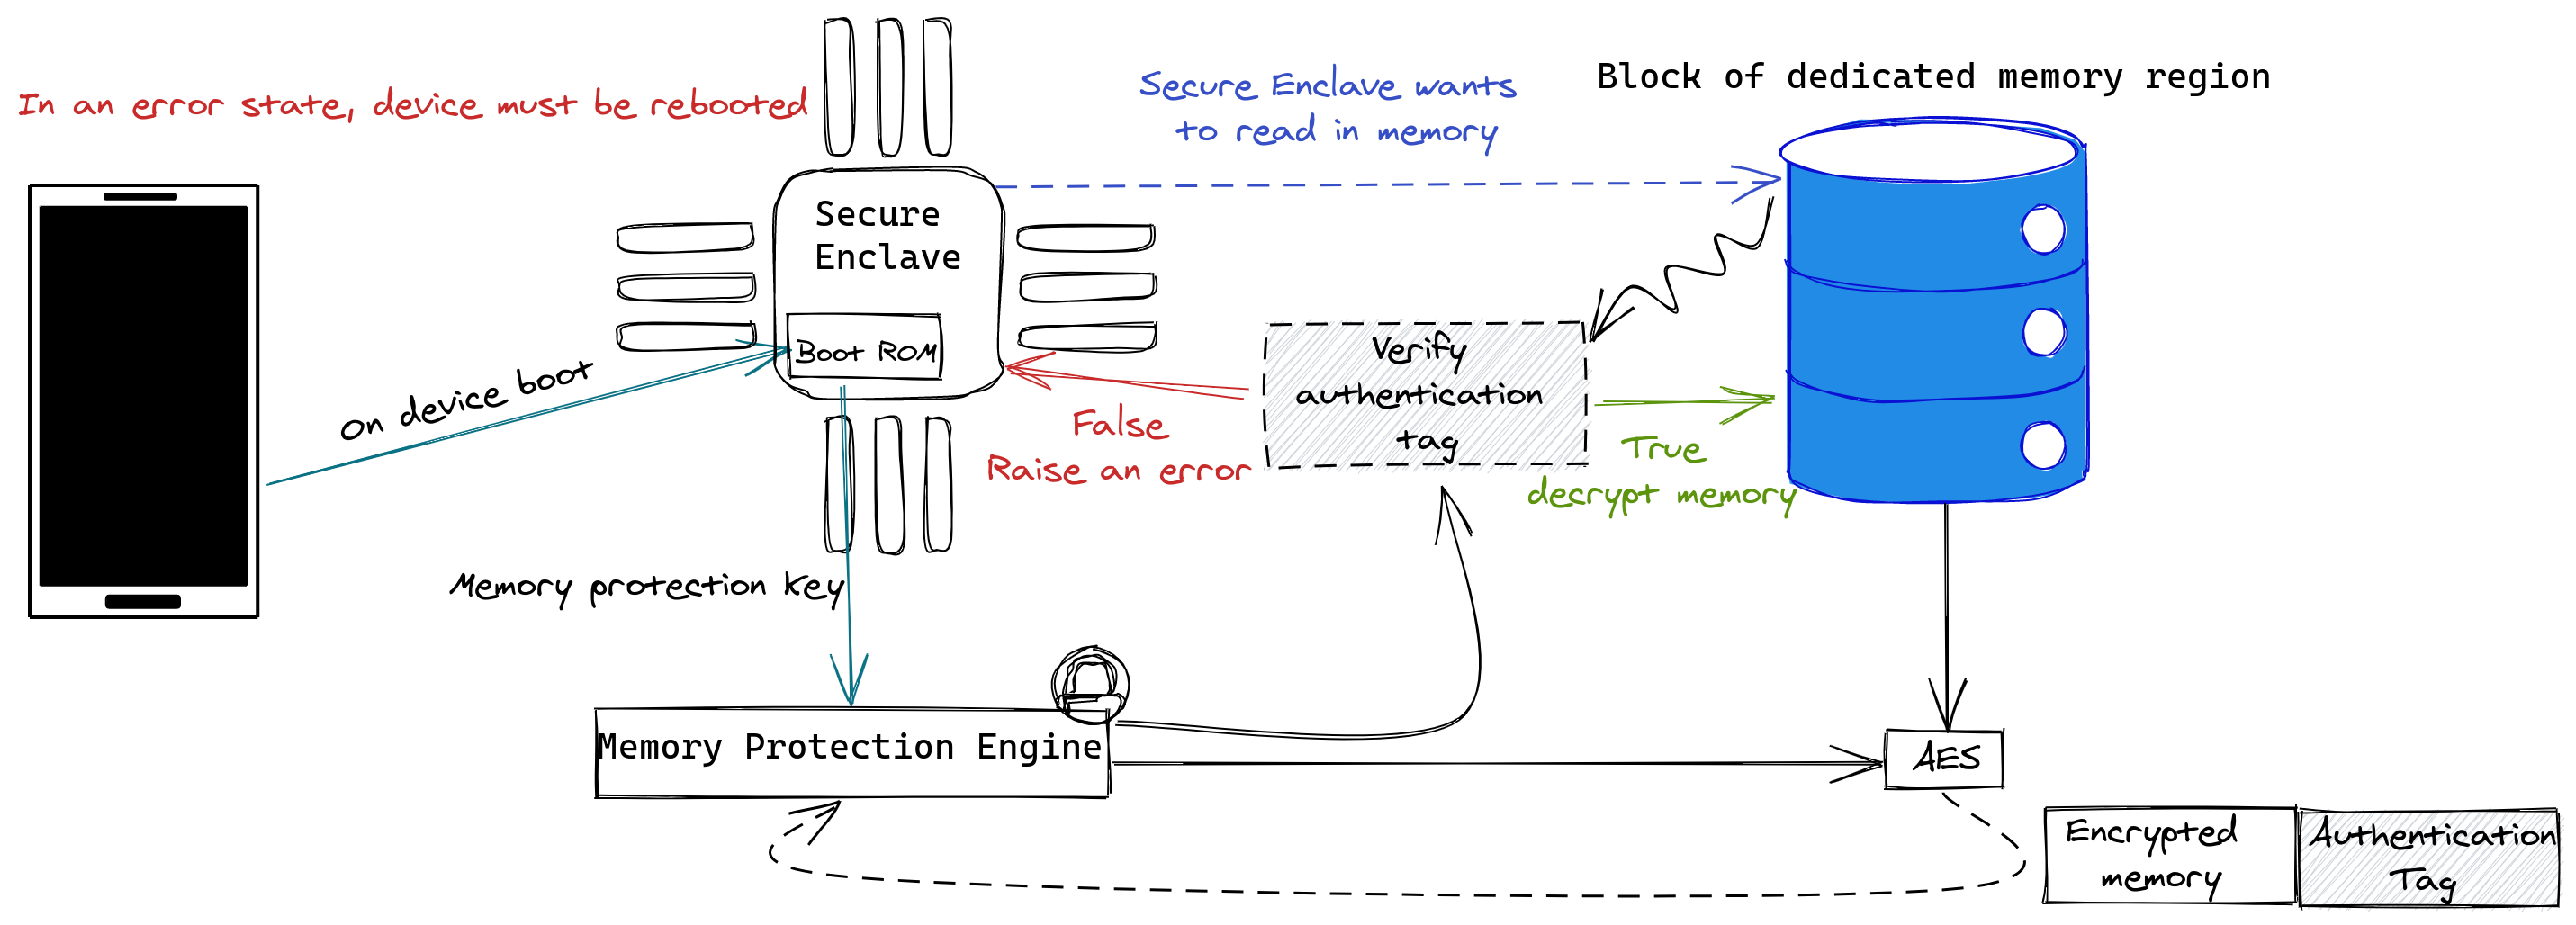 In an error state, device must be rebooted
Secure Enclave wants
to read in memory
Block of dedicated memory region
Secure
Enclave
Boot ROM
On device boot
Verify
authentication
tag
False
Raise an error
True
decrypt memory
Memory protection key
Memory Protection Engine
AES
Encrypted
memory
Authentication
Tag